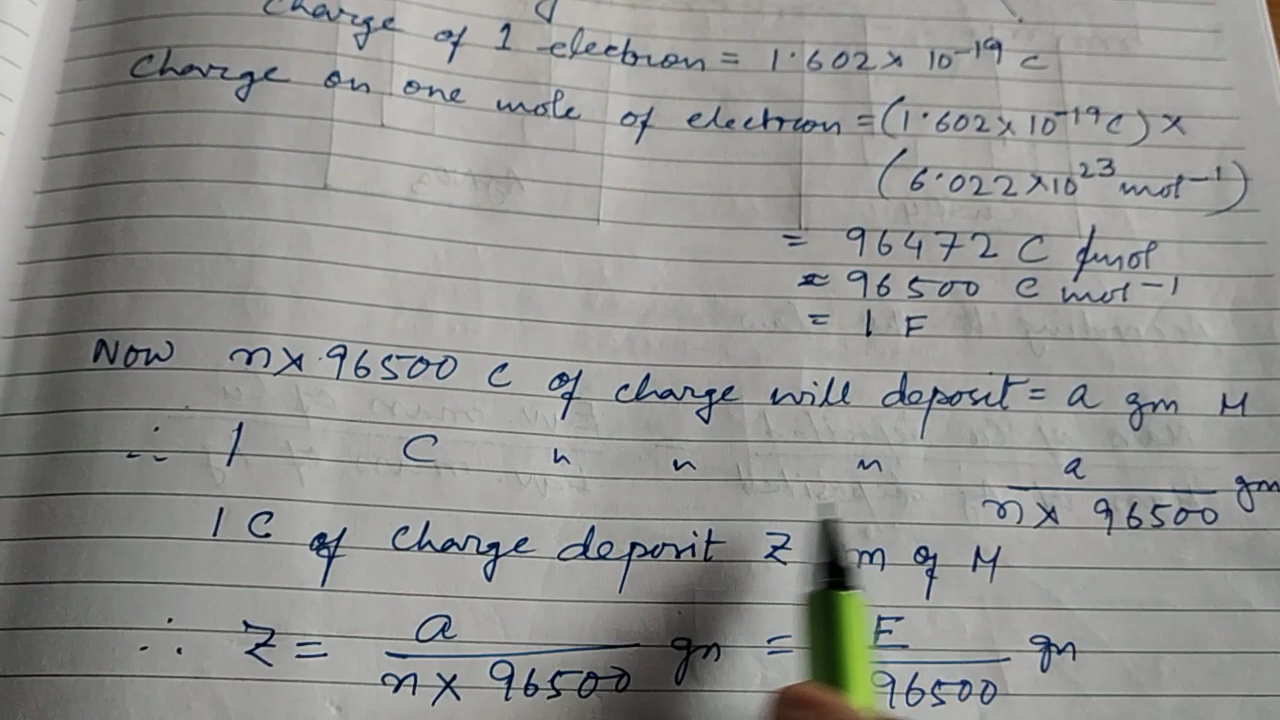 Charge of 1 electron = 1.602 × 10⁻¹⁹ C
Charge on one mole of electron = (1.602 × 10⁻¹⁹ C) ×
(6.022 × 10²³ mol⁻¹)
= 96472 C /mol
≈ 96500 C mol⁻¹
= 1 F
Now n × 96500 C of charge will deposit = a gm M
∴ 1 C " " " a / n × 96500 gm
1 C of charge deposit Z m of M
∴ Z = a / n × 96500 gm = E / 96500 gm